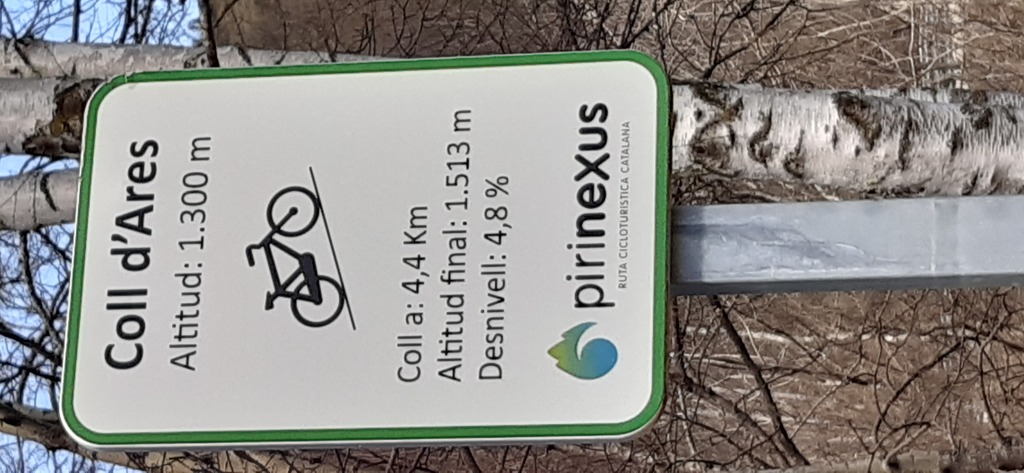 Coll d'Ares
Altitud: 1.300 m
Coll a: 4,4 Km
Altitud final: 1.513 m
Desnivell: 4,8 %
pirinexus
RUTA CICLOTURISTICA CATALANA